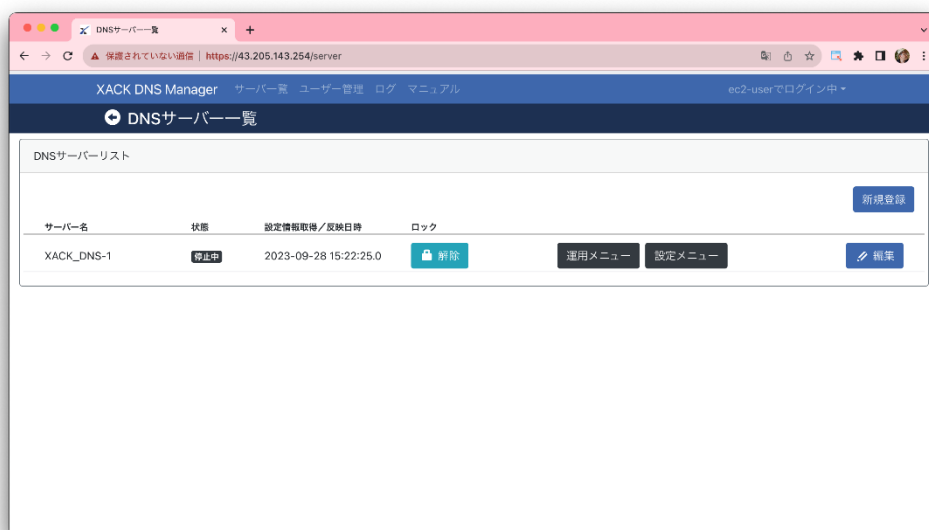 DNSサーバー一覧
保護されていない通信 | https://43.205.143.254/server
XACK DNS Manager サーバ一覧 ユーザー管理 ログ マニュアル ec2-userでログイン中
DNSサーバー一覧
DNSサーバーリスト
新規登録
サーバー名 状態 設定情報取得／反映日時 ロック
XACK_DNS-1 停止中 2023-09-28 15:22:25.0 解除 運用メニュー 設定メニュー 編集